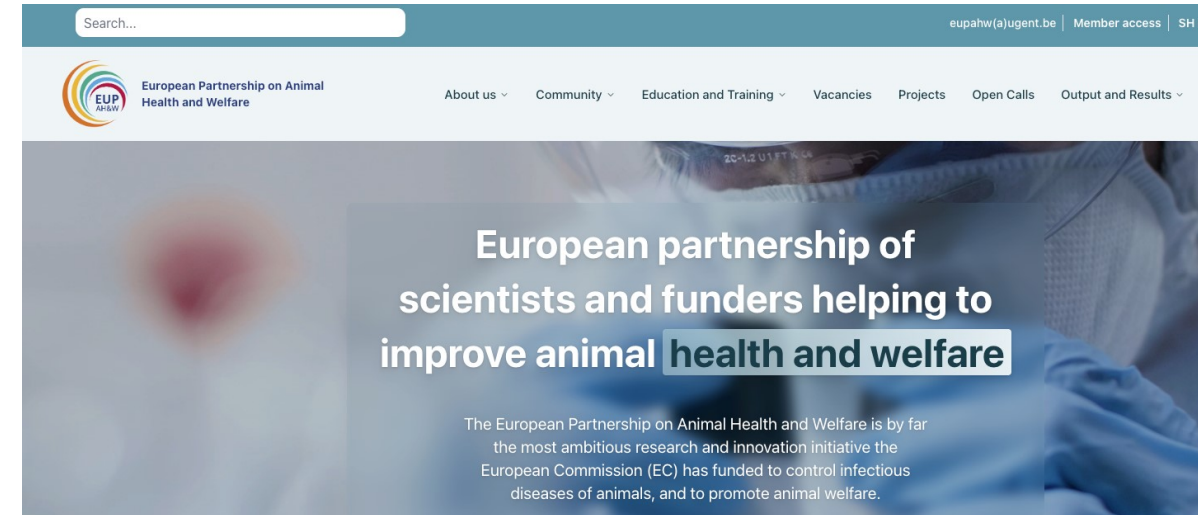 Search...
eupahw(a)ugent.be | Member access | SH
EUP
AH&W
European Partnership on Animal
Health and Welfare
About us
Community
Education and Training
Vacancies
Projects
Open Calls
Output and Results
European partnership of
scientists and funders helping to
improve animal health and welfare
The European Partnership on Animal Health and Welfare is by far
the most ambitious research and innovation initiative the
European Commission (EC) has funded to control infectious
diseases of animals, and to promote animal welfare.